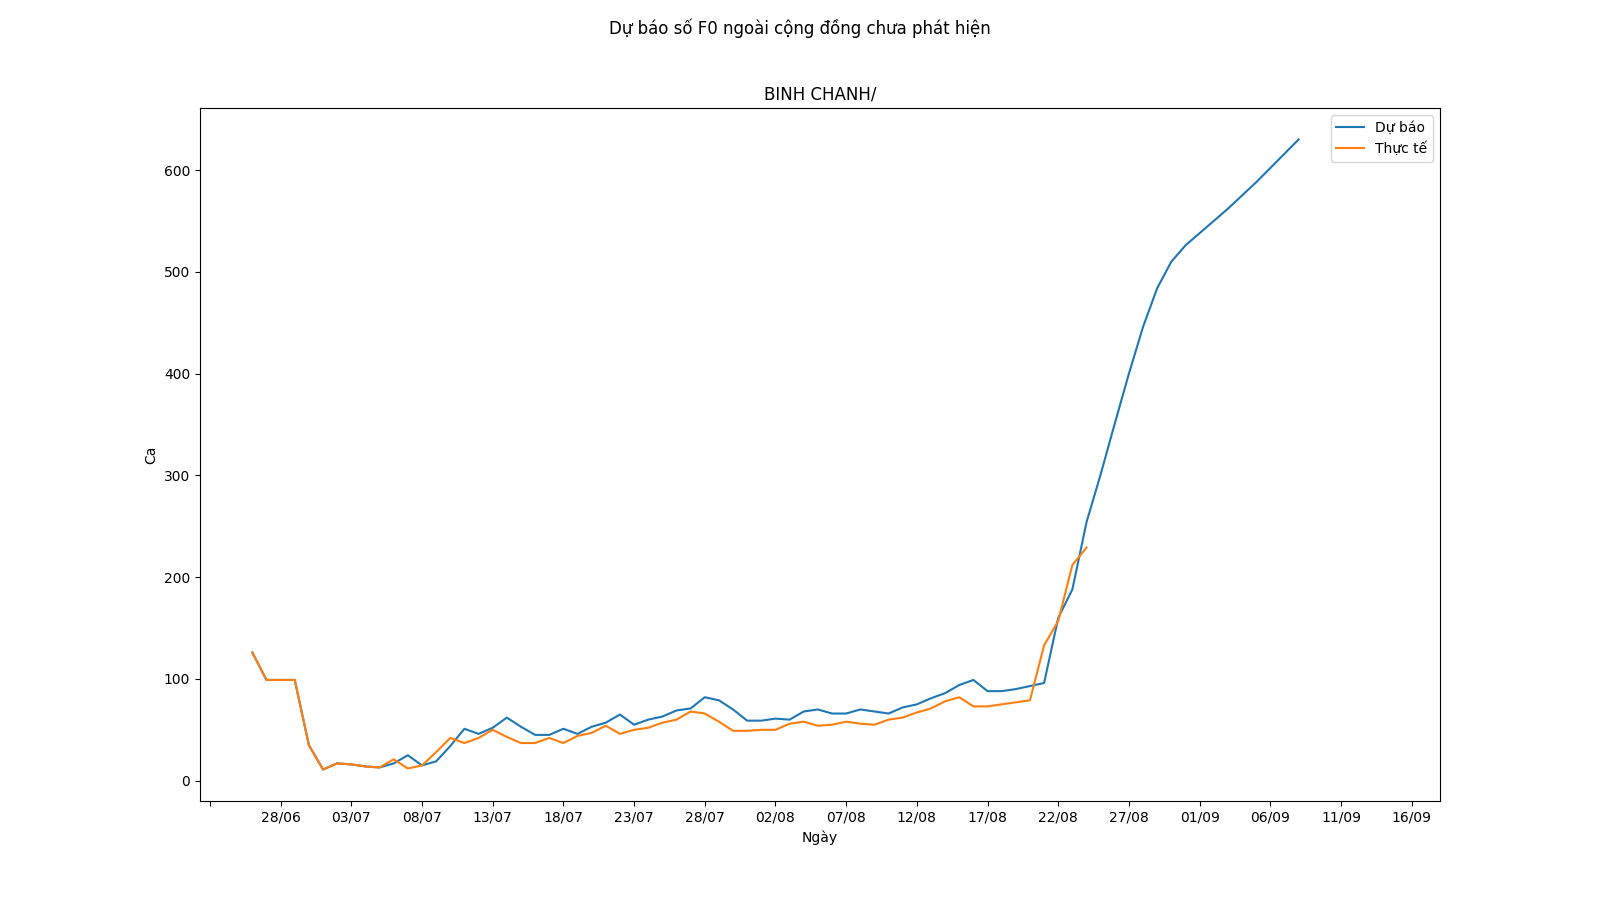 Dự báo số F0 ngoài cộng đồng chưa phát hiện
BINH CHANH/
Dự báo
Thực tế
600
500
400
300
200
100
0
Ca
28/06 03/07 08/07 13/07 18/07 23/07 28/07 02/08 07/08 12/08 17/08 22/08 27/08 01/09 06/09 11/09 16/09
Ngày